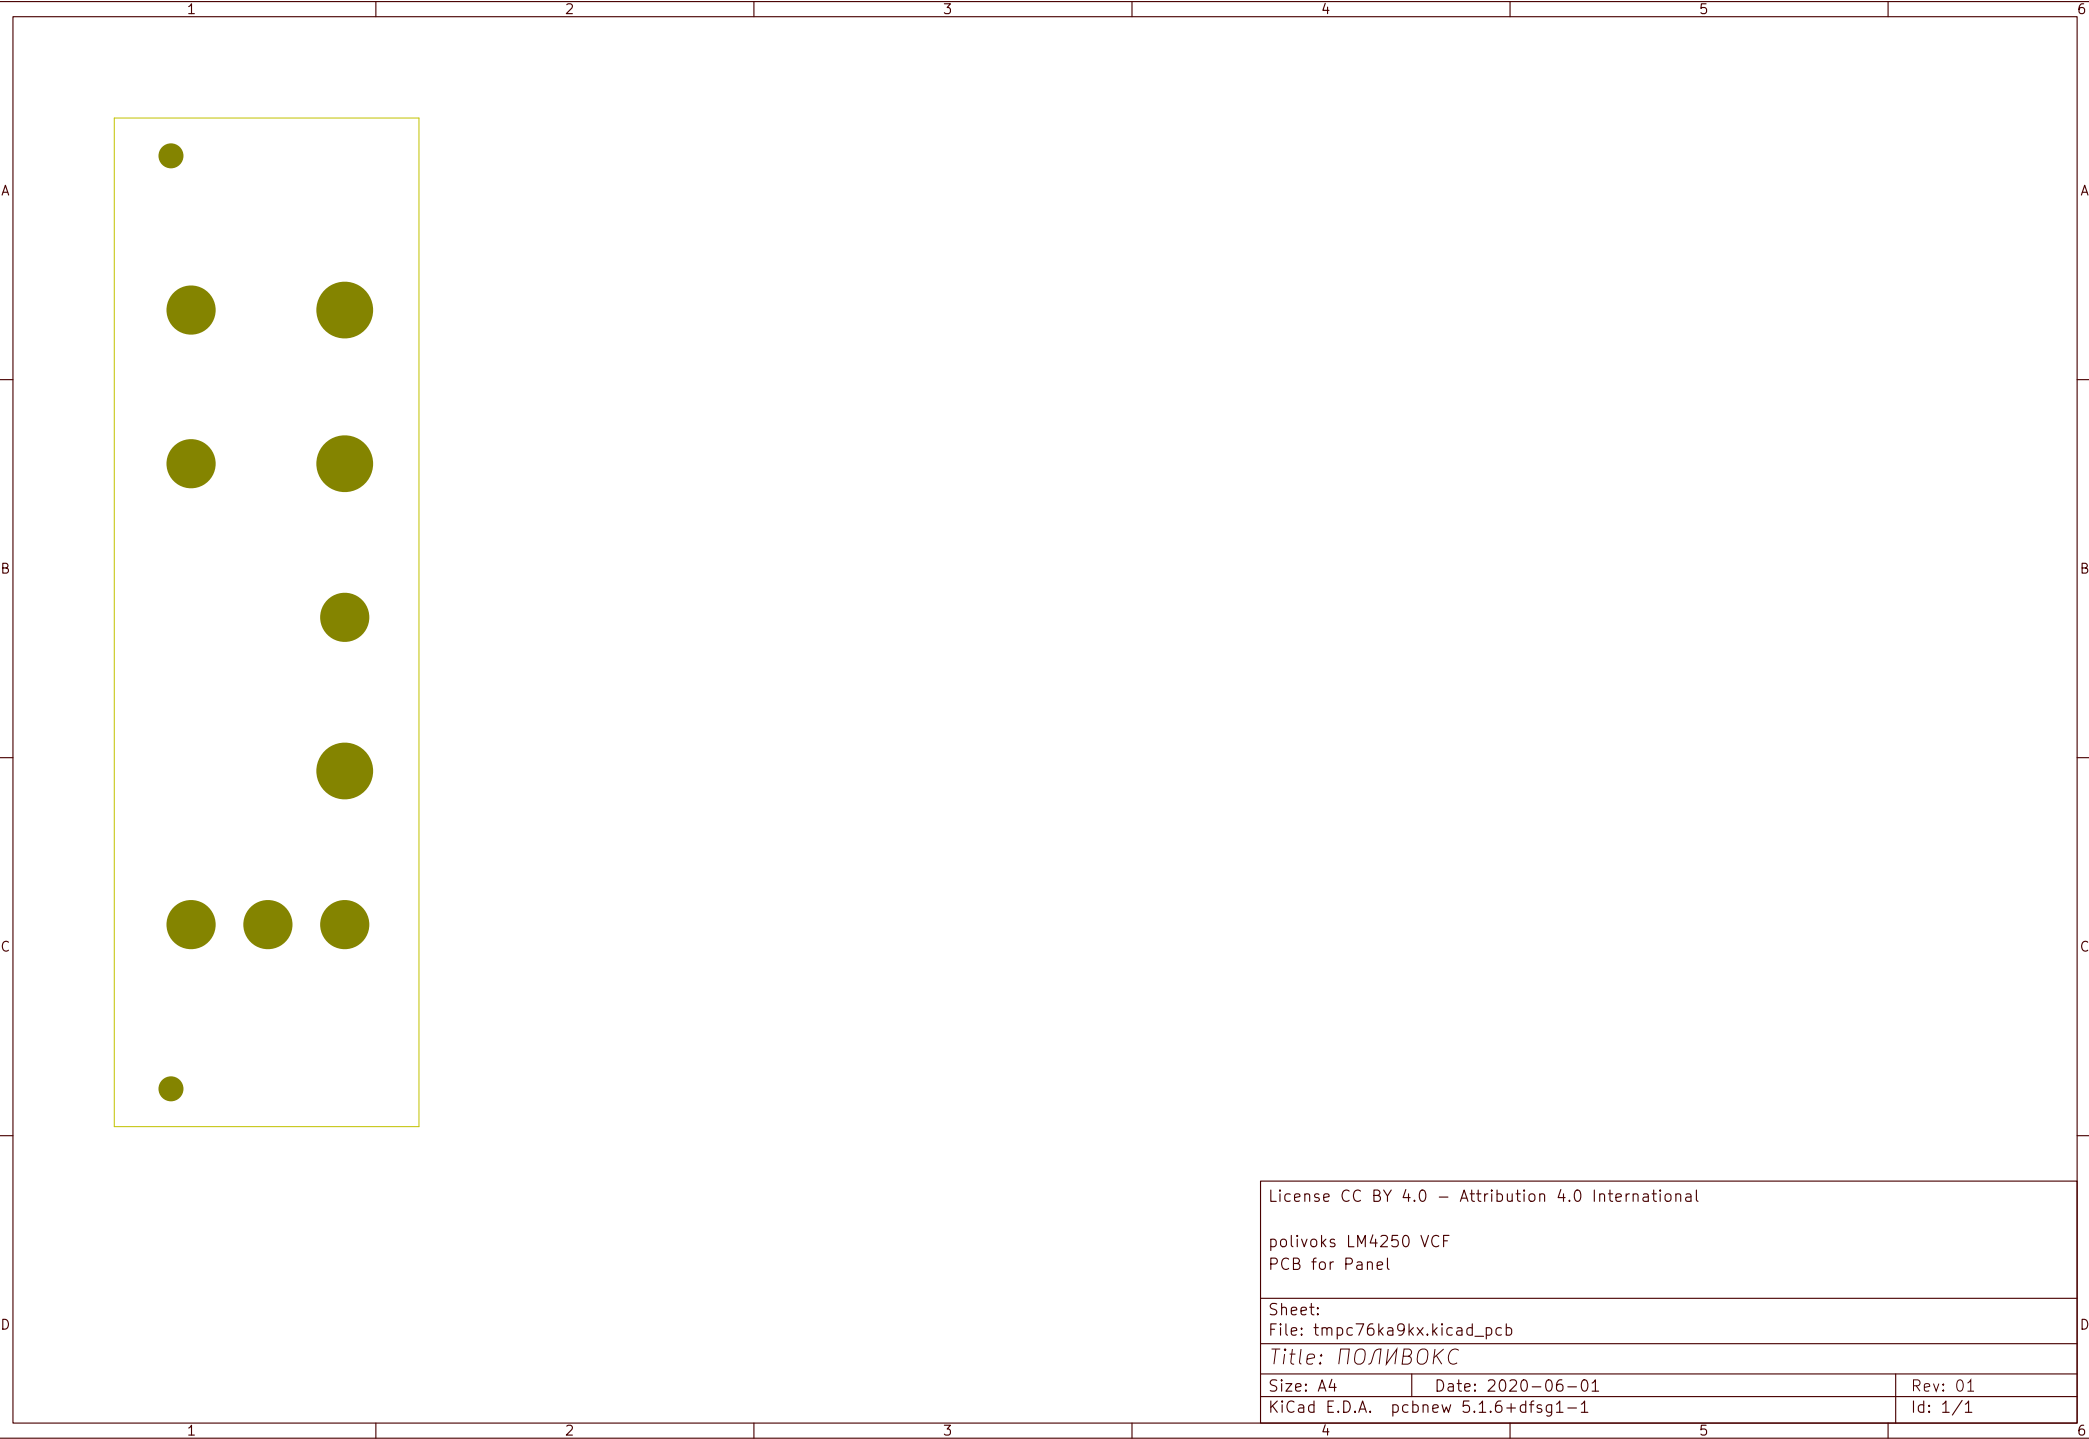 1 2 3 4 5 6
A A
B B
C C
License CC BY 4.0 – Attribution 4.0 International
polivoks LM4250 VCF
PCB for Panel
Sheet:
D D
File: tmpc76ka9kx.kicad_pcb
Title: ПОЛИВОКС
Size: A4 Date: 2020-06-01 Rev: 01
KiCad E.D.A. pcbnew 5.1.6+dfsg1-1 Id: 1/1
1 2 3 4 5 6